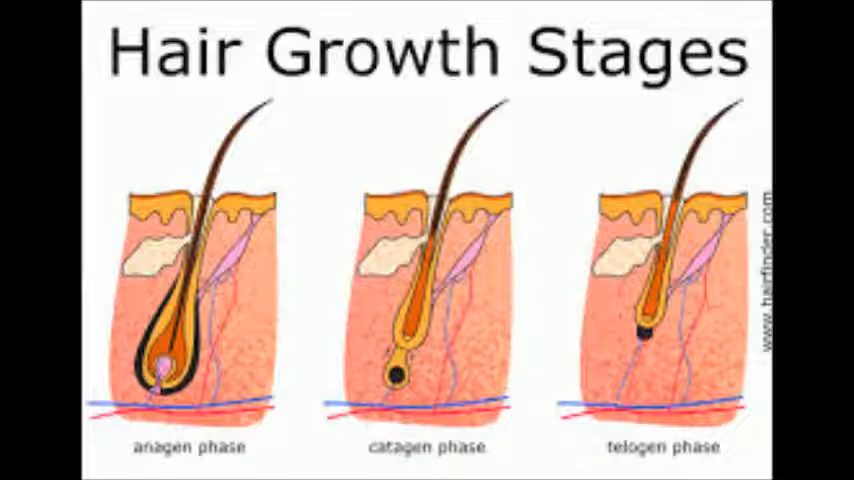 Hair Growth Stages
www.hairfinder.com
anagen phase
catagen phase
telogen phase